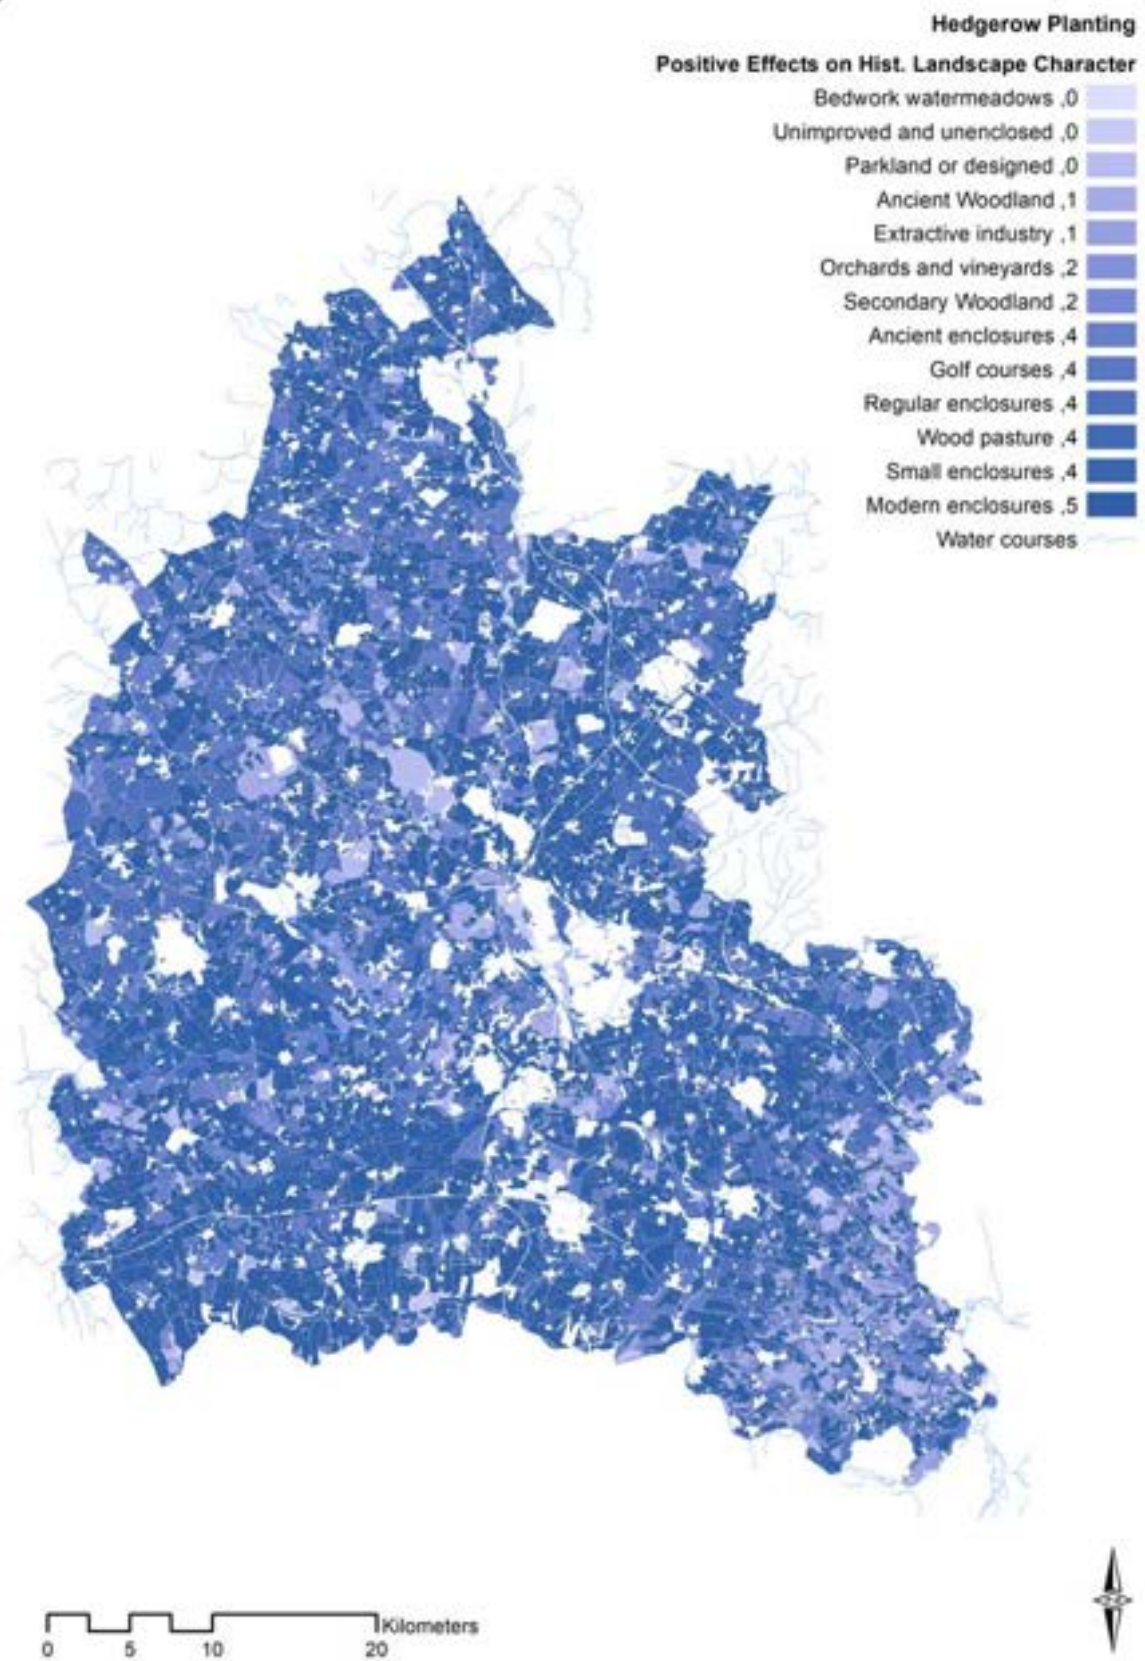 Hedgerow Planting
Positive Effects on Hist. Landscape Character
Bedwork watermeadows ,0
Unimproved and unenclosed ,0
Parkland or designed ,0
Ancient Woodland ,1
Extractive industry ,1
Orchards and vineyards ,2
Secondary Woodland ,2
Ancient enclosures ,4
Golf courses ,4
Regular enclosures ,4
Wood pasture ,4
Small enclosures ,4
Modern enclosures ,5
Water courses
Kilometers
0 5 10 20